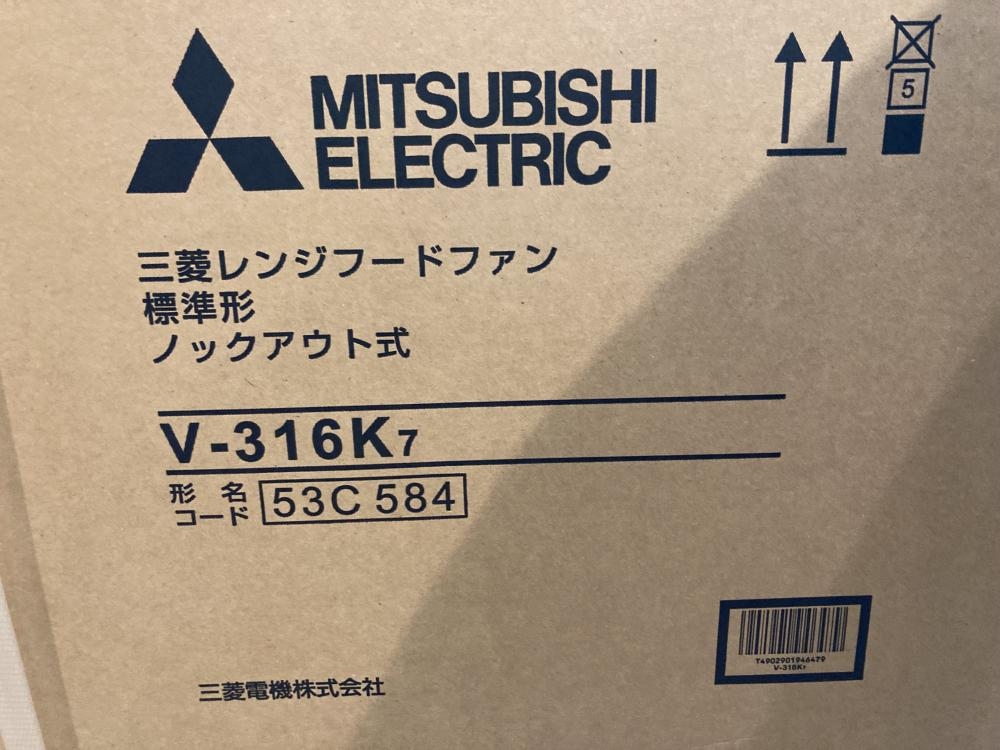 MITSUBISHI
ELECTRIC
5
三菱レンジフードファン
標準形
ノックアウト式
V-316K7
形名
コード
53C 584
T4902901946479
V-316K7
三菱電機株式会社